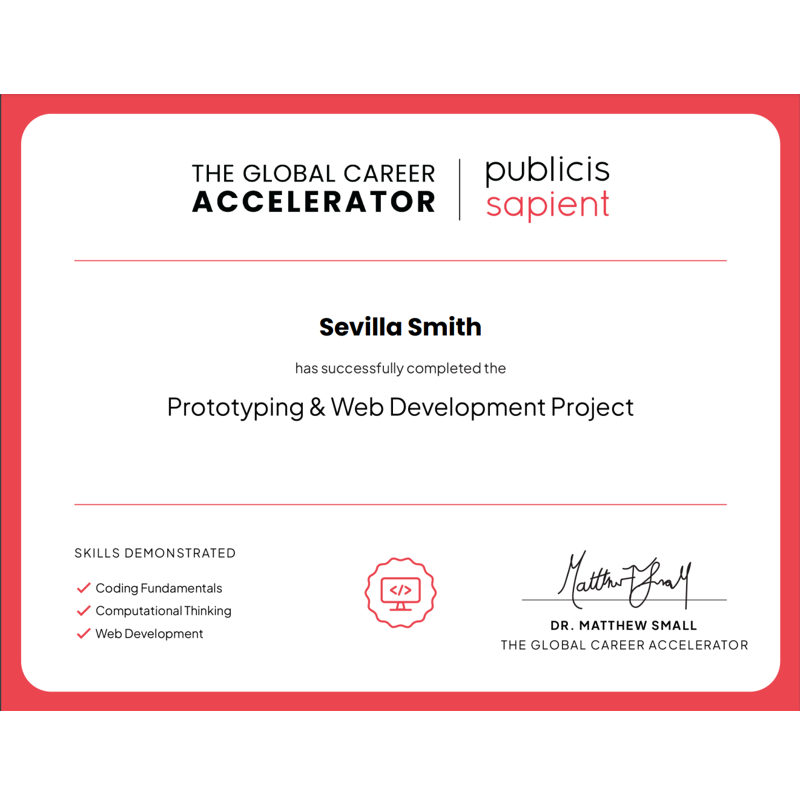 THE GLOBAL CAREER
ACCELERATOR
publicis
sapient
Sevilla Smith
has successfully completed the
Prototyping & Web Development Project
SKILLS DEMONSTRATED
Coding Fundamentals
Computational Thinking
Web Development
</>
Matthew Small
DR. MATTHEW SMALL
THE GLOBAL CAREER ACCELERATOR